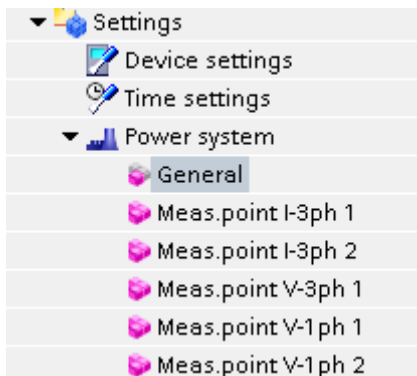 Settings
Device settings
Time settings
Power system
General
Meas.point I-3ph 1
Meas.point I-3ph 2
Meas.point V-3ph 1
Meas.point V-1ph 1
Meas.point V-1ph 2